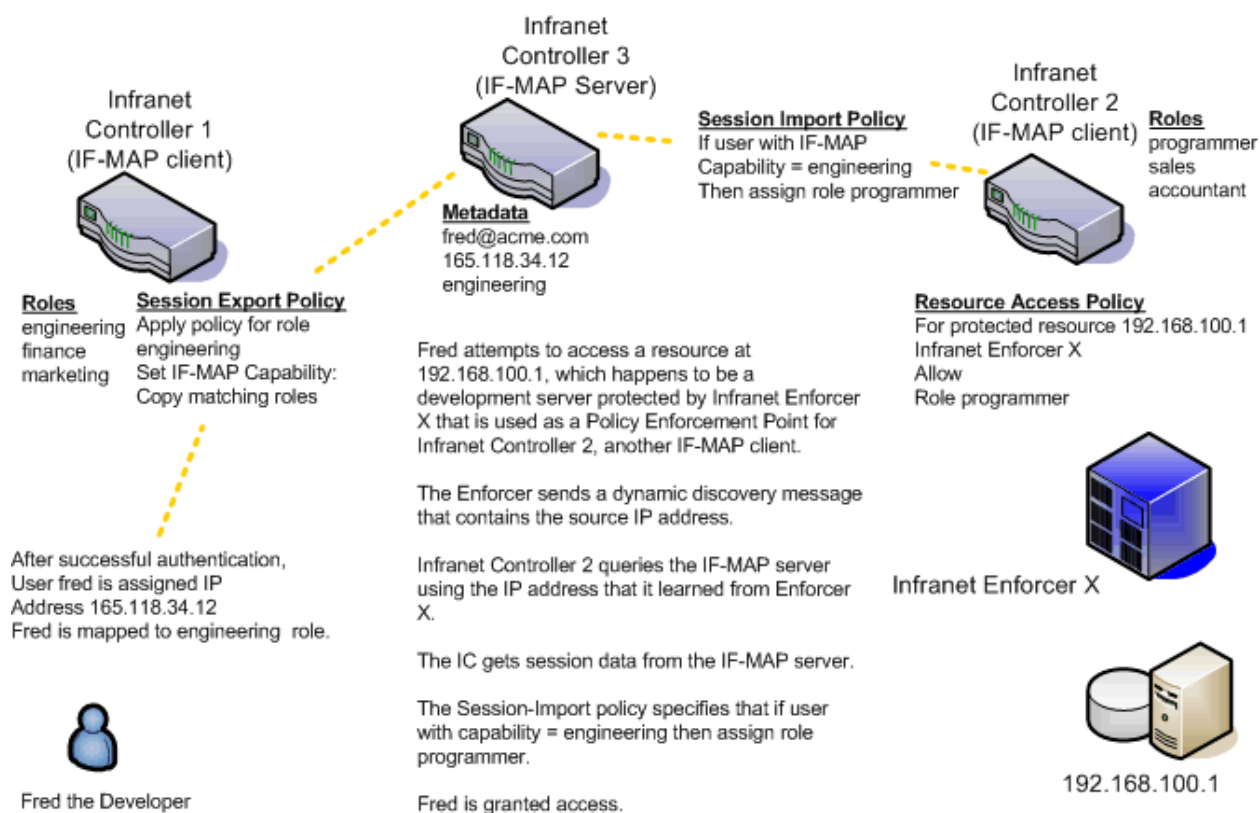 Infranet
Controller 1
(IF-MAP client)
Infranet
Controller 3
(IF-MAP Server)
Infranet
Controller 2
(IF-MAP client)
Session Import Policy
If user with IF-MAP
Capability = engineering
Then assign role programmer
Roles
programmer
sales
accountant
Metadata
fred@acme.com
165.118.34.12
engineering
Roles
engineering
finance
marketing
Session Export Policy
Apply policy for role
engineering
Set IF-MAP Capability:
Copy matching roles
Resource Access Policy
For protected resource 192.168.100.1
Infranet Enforcer X
Allow
Role programmer
Fred attempts to access a resource at
192.168.100.1, which happens to be a
development server protected by Infranet Enforcer
X that is used as a Policy Enforcement Point for
Infranet Controller 2, another IF-MAP client.
The Enforcer sends a dynamic discovery message
that contains the source IP address.
Infranet Controller 2 queries the IF-MAP server
using the IP address that it learned from Enforcer
X.
The IC gets session data from the IF-MAP server.
The Session-Import policy specifies that if user
with capability = engineering then assign role
programmer.
Fred is granted access.
After successful authentication,
User fred is assigned IP
Address 165.118.34.12
Fred is mapped to engineering role.
Fred the Developer
Infranet Enforcer X
192.168.100.1